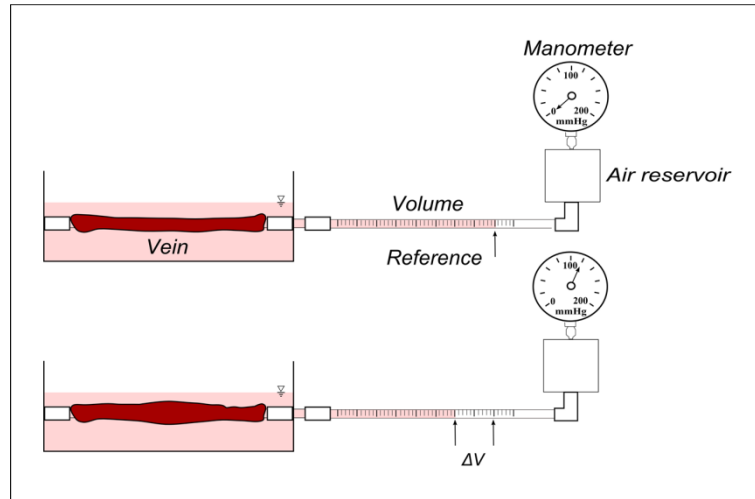 Manometer
100
0
200
mmHg
Air reservoir
Volume
Vein
Reference
100
0
200
mmHg
ΔV